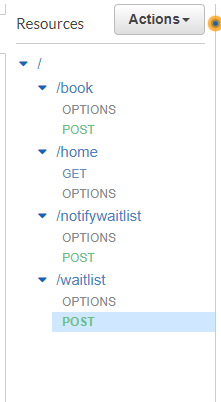 Resources Actions
/
/book
OPTIONS
POST
/home
GET
OPTIONS
/notifywaitlist
OPTIONS
POST
/waitlist
OPTIONS
POST